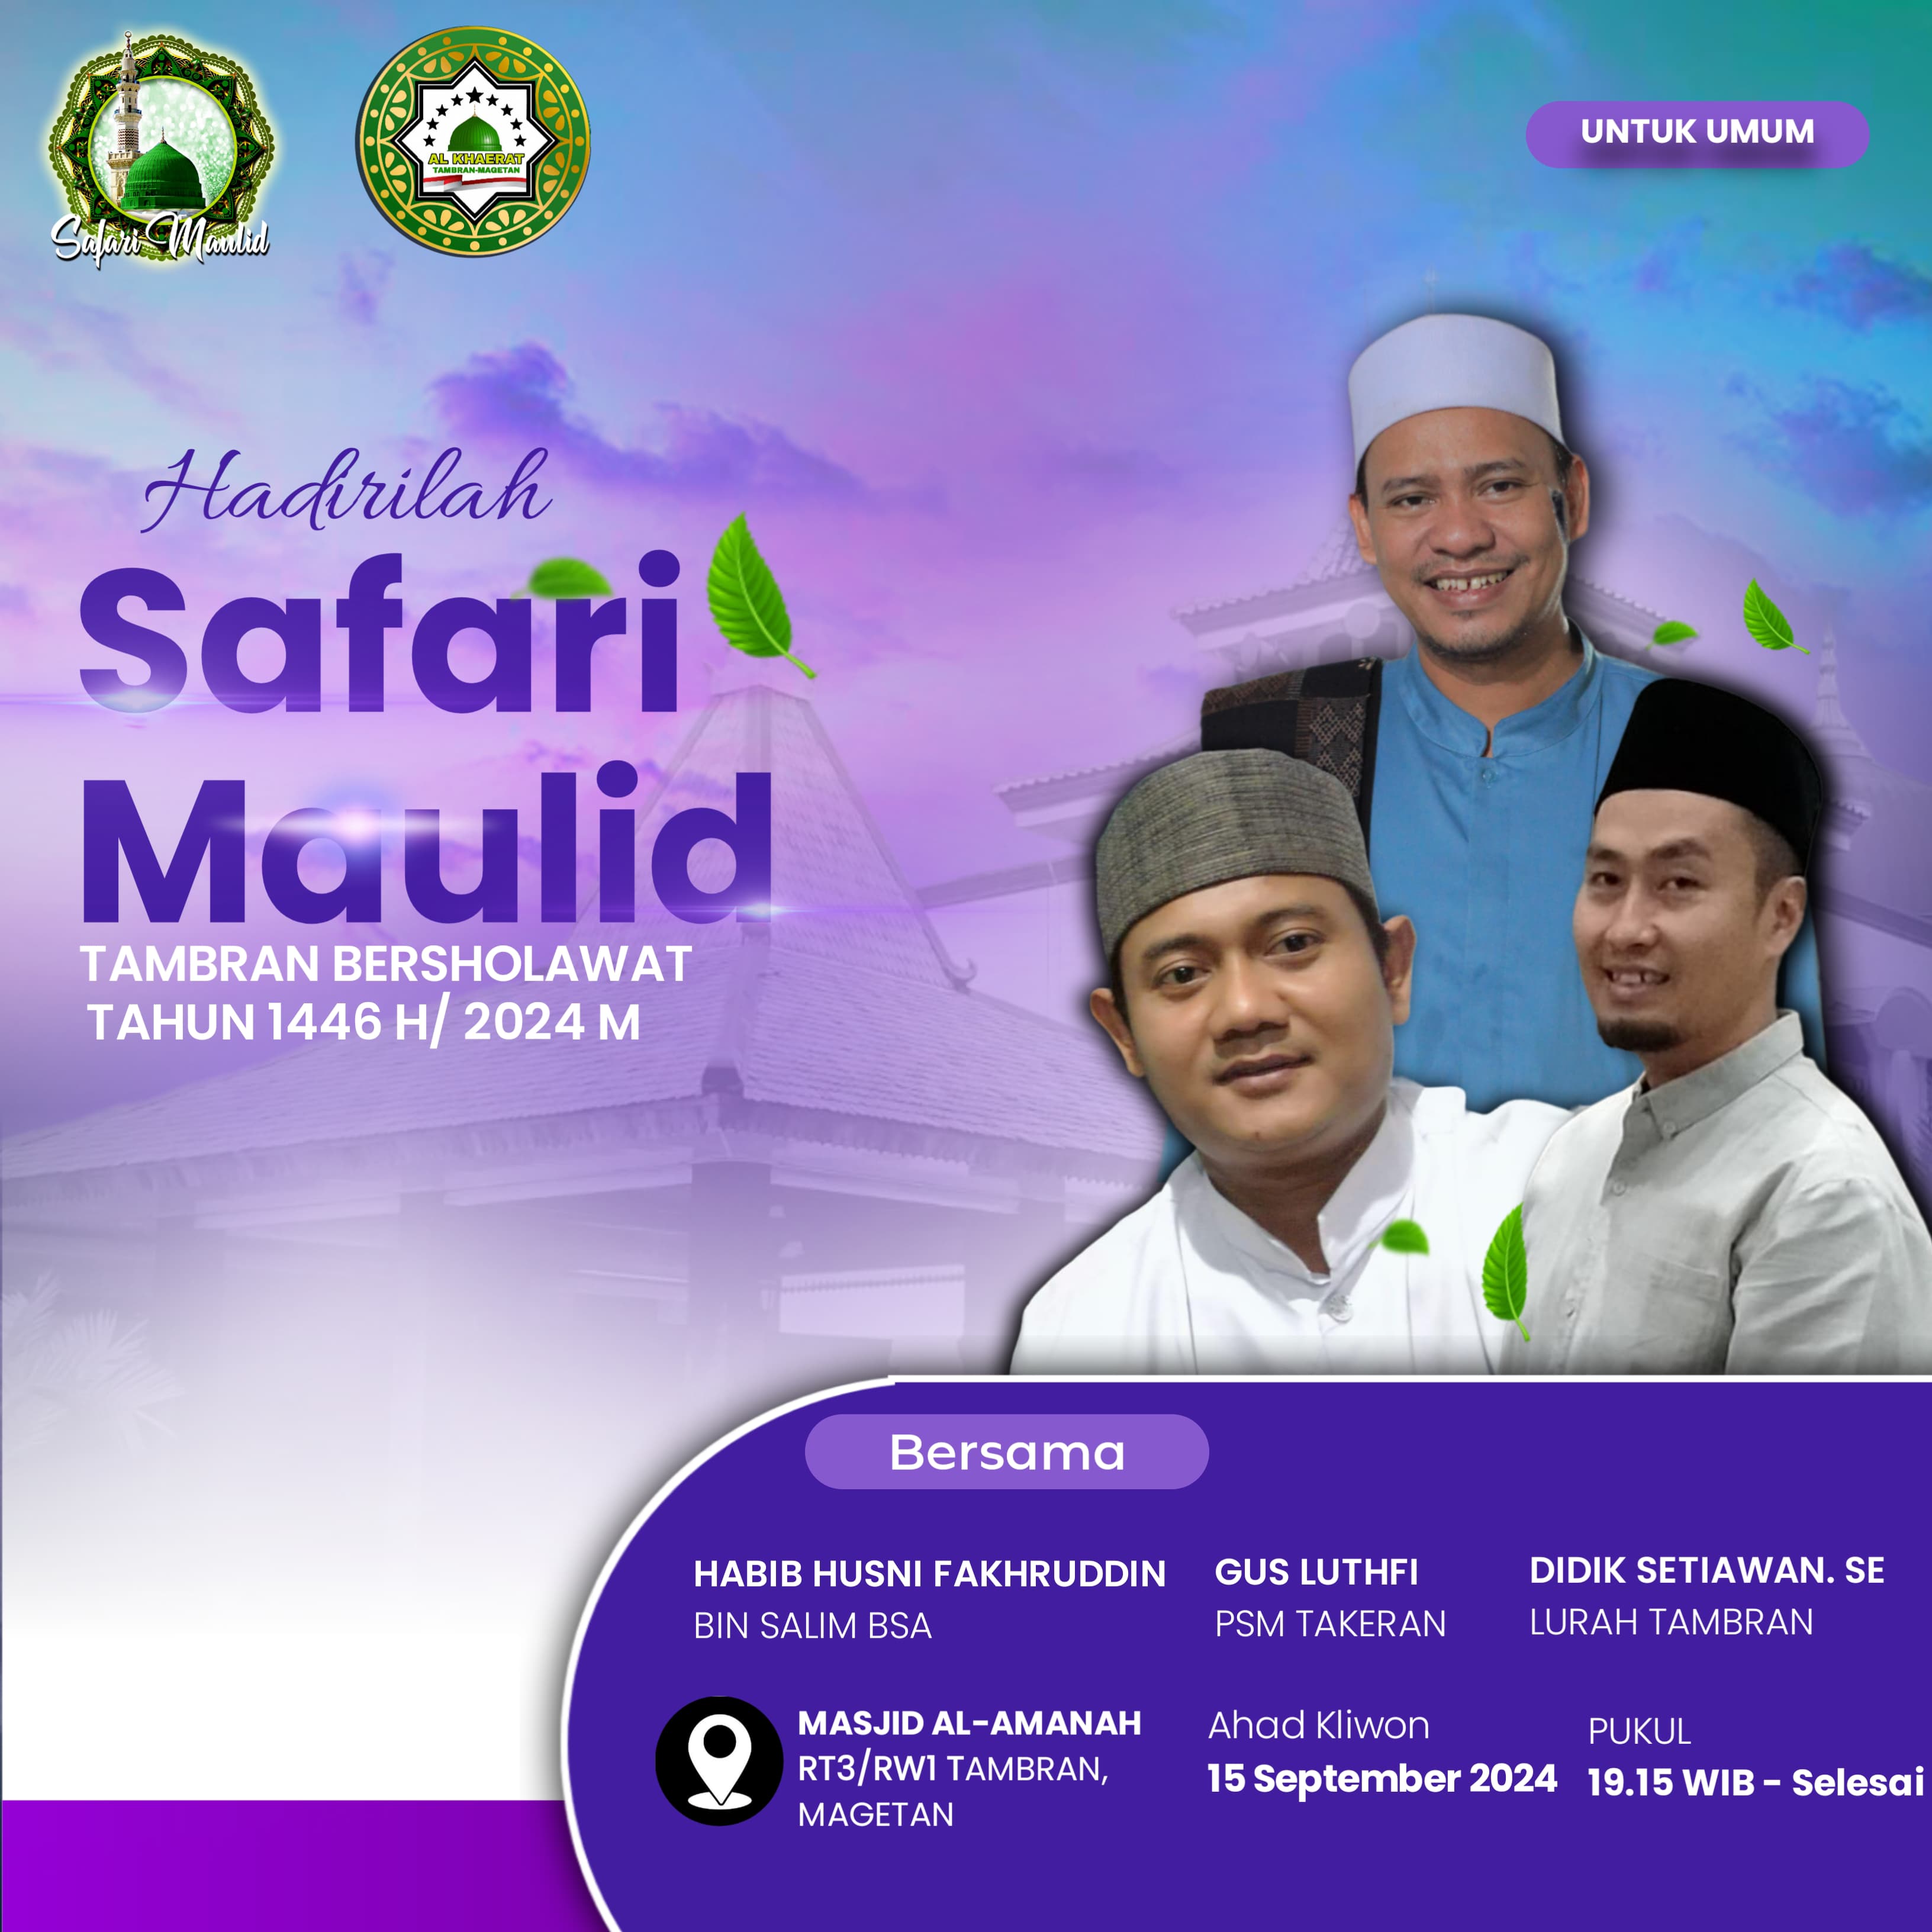 Safari Maulid
AL KHAERAT
TAMBRAN-MAGETAN
UNTUK UMUM
Hadirilah
Safari
Maulid
TAMBRAN BERSHOLAWAT
TAHUN 1446 H/ 2024 M
Bersama
HABIB HUSNI FAKHRUDDIN
BIN SALIM BSA
GUS LUTHFI
PSM TAKERAN
DIDIK SETIAWAN. SE
LURAH TAMBRAN
MASJID AL-AMANAH
RT3/RW1 TAMBRAN,
MAGETAN
Ahad Kliwon
15 September 2024
PUKUL
19.15 WIB - Selesai